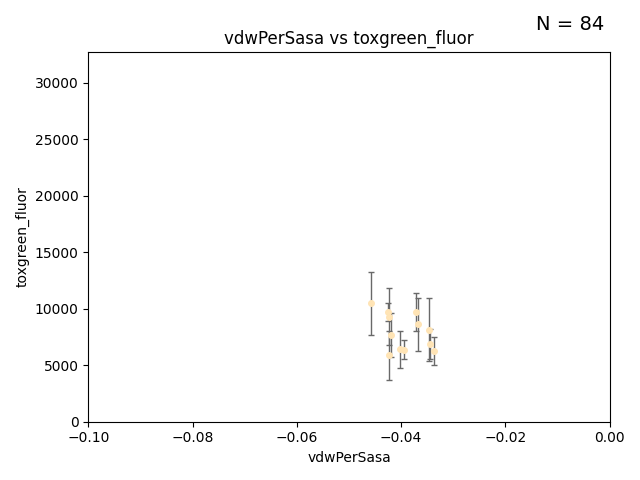 N = 84
vdwPerSasa vs toxgreen_fluor
30000
25000
20000
15000
10000
5000
0
toxgreen_fluor
−0.10 −0.08 −0.06 −0.04 −0.02 0.00
vdwPerSasa